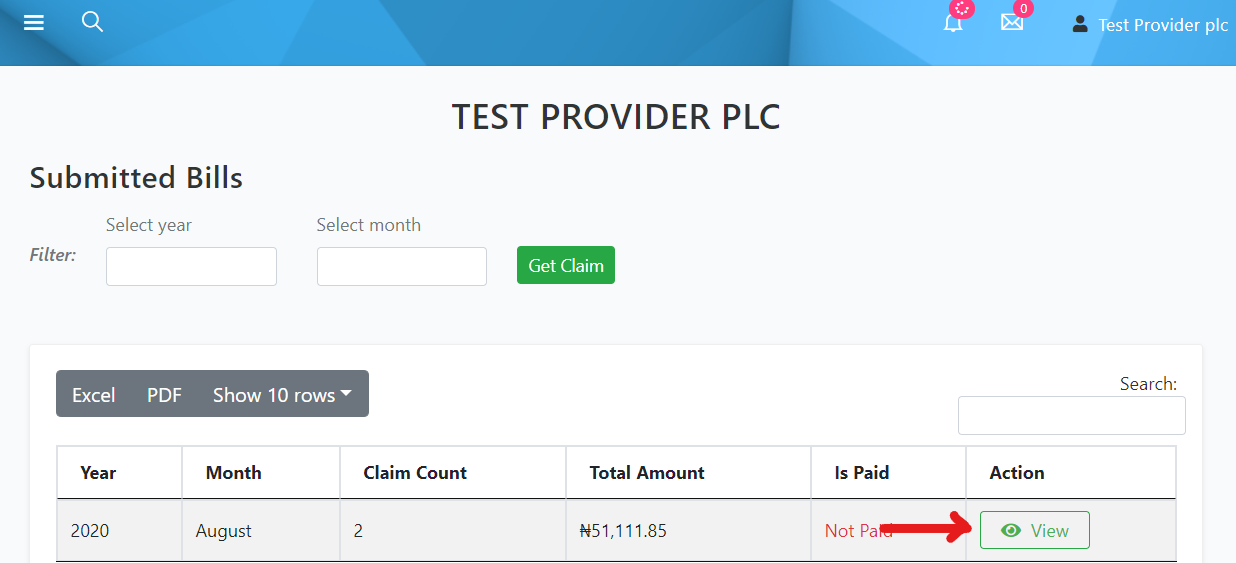 0
Test Provider plc
TEST PROVIDER PLC
Submitted Bills
Select year Select month
Filter:
Get Claim
Excel PDF Show 10 rows
Search:
Year Month Claim Count Total Amount Is Paid Action
2020 August 2 ₦51,111.85 Not Paid View